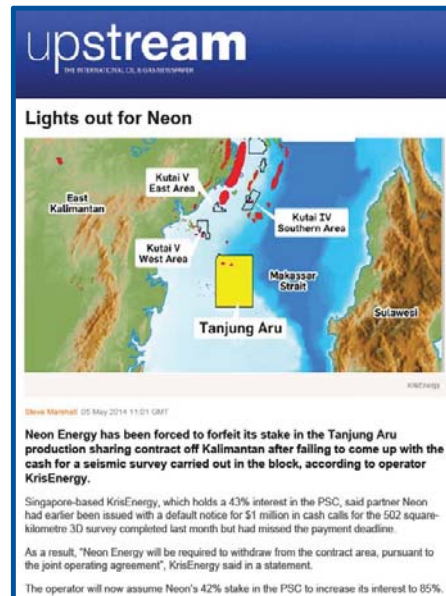 upstream
THE INTERNATIONAL OIL & GAS NEWSPAPER
Lights out for Neon
Kutai V
East Area
East
Kalimantan
Kutai IV
Southern Area
Kutai V
West Area
Makassar
Strait
Tanjung Aru
Sulawesi
KrisEnergy
Steve Marshall 05 May 2014 11:01 GMT
Neon Energy has been forced to forfeit its stake in the Tanjung Aru
production sharing contract off Kalimantan after failing to come up with the
cash for a seismic survey carried out in the block, according to operator
KrisEnergy.
Singapore-based KrisEnergy, which holds a 43% interest in the PSC, said partner Neon
had earlier been issued with a default notice for $1 million in cash calls for the 502 square-
kilometre 3D survey completed last month but had missed the payment deadline.
As a result, "Neon Energy will be required to withdraw from the contract area, pursuant to
the joint operating agreement", KrisEnergy said in a statement.
The operator will now assume Neon's 42% stake in the PSC to increase its interest to 85%,